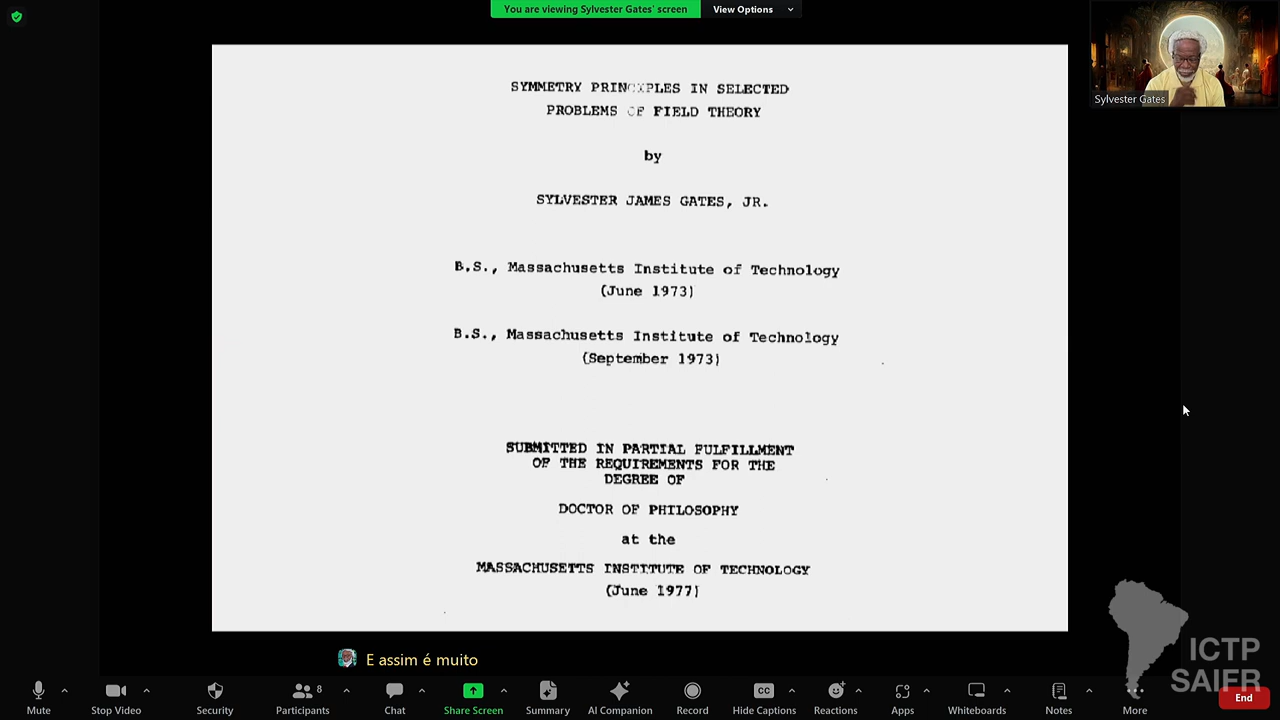 You are viewing Sylvester Gates' screen
View Options
Sylvester Gates
SYMMETRY PRINCIPLES IN SELECTED
PROBLEMS OF FIELD THEORY
by
SYLVESTER JAMES GATES, JR.
B.S., Massachusetts Institute of Technology
(June 1973)
B.S., Massachusetts Institute of Technology
(September 1973)
SUBMITTED IN PARTIAL FULFILLMENT
OF THE REQUIREMENTS FOR THE
DEGREE OF
DOCTOR OF PHILOSOPHY
at the
MASSACHUSETTS INSTITUTE OF TECHNOLOGY
(June 1977)
E assim é muito
ICTP
SAIFR
8
Mute
Stop Video
Security
Participants
Chat
Share Screen
Summary
AI Companion
Record
CC
Hide Captions
Reactions
Apps
Whiteboards
Notes
More
End